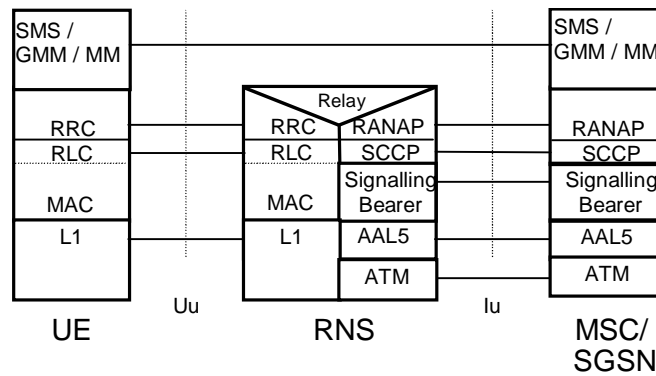 SMS /
GMM / MM
RRC
RLC
MAC
L1
UE
Uu
Relay
RRC
RLC
MAC
L1
RANAP
SCCP
Signalling
Bearer
AAL5
ATM
RNS
Iu
SMS /
GMM / MM
RANAP
SCCP
Signalling
Bearer
AAL5
ATM
MSC/
SGSN